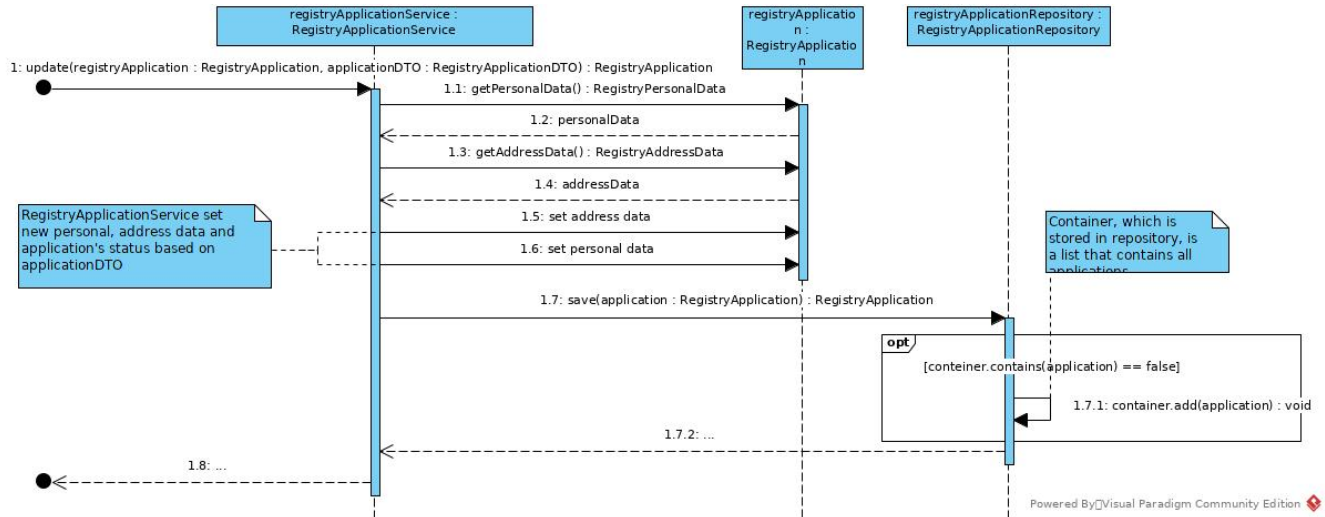 registryApplicationService :
RegistryApplicationService
registryApplicatio
n :
RegistryApplicatio
n
registryApplicationRepository :
RegistryApplicationRepository
1: update(registryApplication : RegistryApplication, applicationDTO : RegistryApplicationDTO) : RegistryApplication
1.1: getPersonalData() : RegistryPersonalData
1.2: personalData
1.3: getAddressData() : RegistryAddressData
1.4: addressData
RegistryApplicationService set
new personal, address data and
application's status based on
applicationDTO
1.5: set address data
1.6: set personal data
Container, which is
stored in repository, is
a list that contains all
applications
1.7: save(application : RegistryApplication) : RegistryApplication
opt
[conteiner.contains(application) == false]
1.7.1: container.add(application) : void
1.7.2: ...
1.8: ...
Powered By Visual Paradigm Community Edition